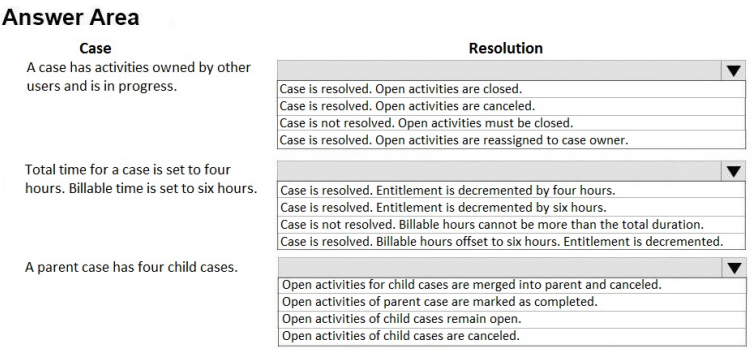 Answer Area
Case Resolution
A case has activities owned by other
users and is in progress.
Case is resolved. Open activities are closed.
Case is resolved. Open activities are canceled.
Case is not resolved. Open activities must be closed.
Case is resolved. Open activities are reassigned to case owner.
Total time for a case is set to four
hours. Billable time is set to six hours.
Case is resolved. Entitlement is decremented by four hours.
Case is resolved. Entitlement is decremented by six hours.
Case is not resolved. Billable hours cannot be more than the total duration.
Case is resolved. Billable hours offset to six hours. Entitlement is decremented.
A parent case has four child cases.
Open activities for child cases are merged into parent and canceled.
Open activities of parent case are marked as completed.
Open activities of child cases remain open.
Open activities of child cases are canceled.